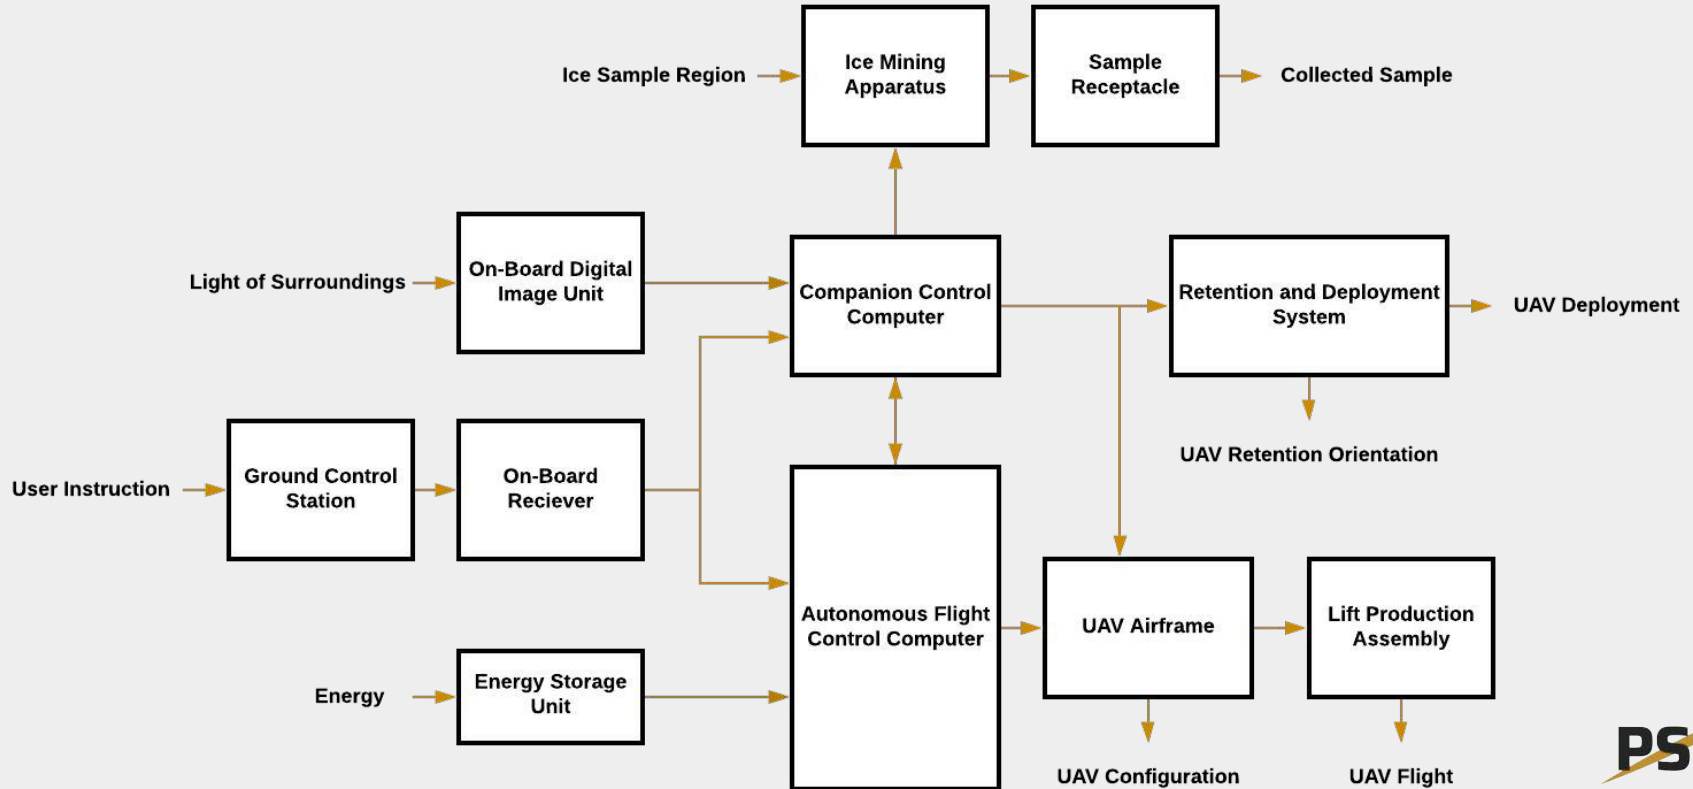 Ice Sample Region
Ice Mining
Apparatus
Sample
Receptacle
Collected Sample
Light of Surroundings
On-Board Digital
Image Unit
Companion Control
Computer
Retention and Deployment
System
UAV Deployment
UAV Retention Orientation
User Instruction
Ground Control
Station
On-Board
Reciever
Autonomous Flight
Control Computer
UAV Airframe
Lift Production
Assembly
Energy
Energy Storage
Unit
UAV Configuration
UAV Flight
PS